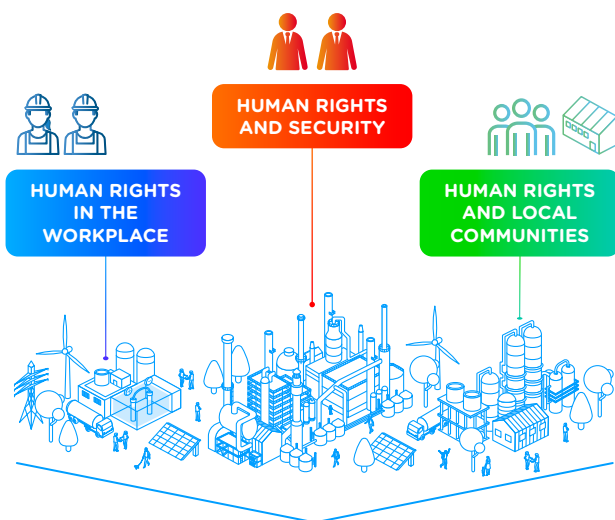 HUMAN RIGHTS
AND SECURITY
HUMAN RIGHTS
IN THE
WORKPLACE
HUMAN RIGHTS
AND LOCAL
COMMUNITIES